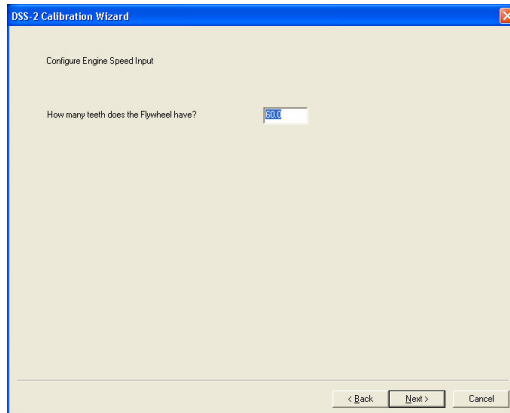 DSS-2 Calibration Wizard
Configure Engine Speed Input
How many teeth does the Flywheel have?
60.0
< Back
Next >
Cancel